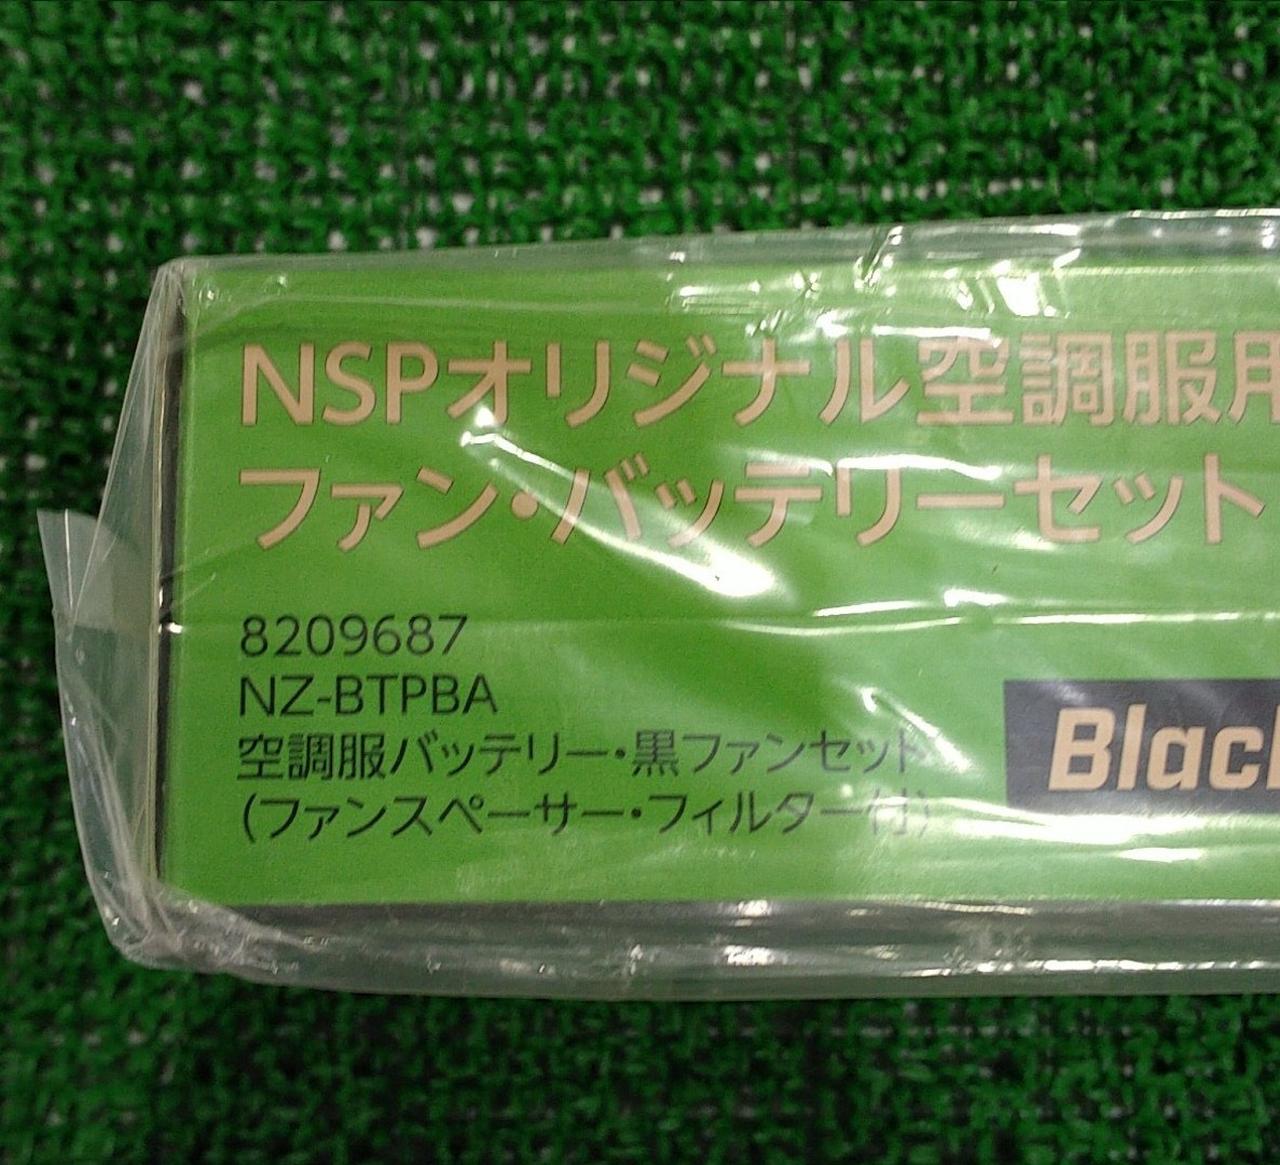 NSPオリジナル空調服用
ファン・バッテリーセット
8209687
NZ-BTPBA
空調服バッテリー・黒ファンセット
(ファンスペーサー・フィルター付)
Black